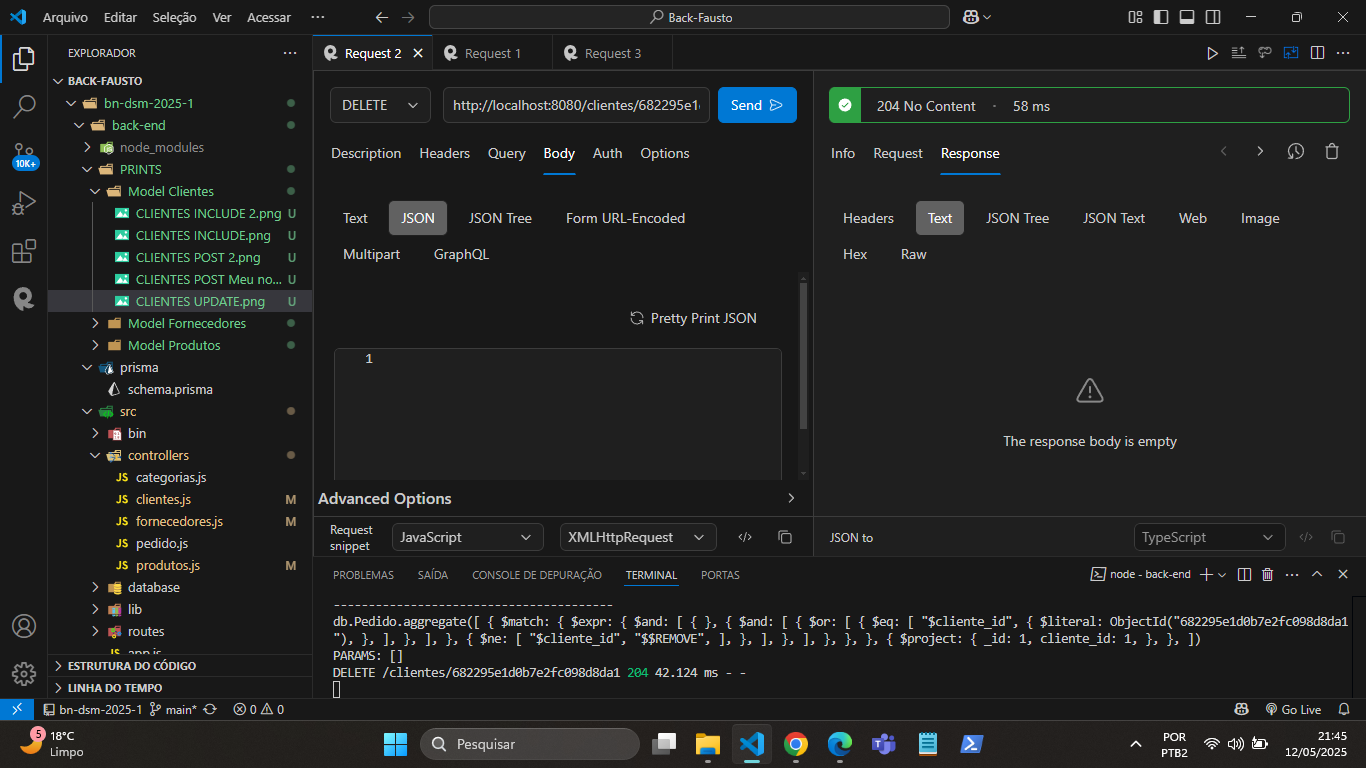 Arquivo Editar Seleção Ver Acessar ···
Back-Fausto
EXPLORADOR ···
BACK-FAUSTO
bn-dsm-2025-1
back-end
node_modules
PRINTS
Model Clientes
CLIENTES INCLUDE 2.png U
CLIENTES INCLUDE.png U
CLIENTES POST 2.png U
CLIENTES POST Meu no... U
CLIENTES UPDATE.png U
Model Fornecedores
Model Produtos
prisma
schema.prisma
src
bin
controllers
JS categorias.js
JS clientes.js M
JS fornecedores.js M
JS pedido.js
JS produtos.js M
database
lib
routes
JS app.js
ESTRUTURA DO CÓDIGO
LINHA DO TEMPO
10K+
Request 2
Request 1
Request 3
DELETE
http://localhost:8080/clientes/682295e1
Send
Description Headers Query Body Auth Options
Text JSON JSON Tree Form URL-Encoded
Multipart GraphQL
Pretty Print JSON
1
Advanced Options
Request snippet
JavaScript
XMLHttpRequest
204 No Content · 58 ms
Info Request Response
Headers Text JSON Tree JSON Text Web Image
Hex Raw
The response body is empty
JSON to
TypeScript
PROBLEMAS SAÍDA CONSOLE DE DEPURAÇÃO TERMINAL PORTAS
node - back-end
----------------------------------------
db.Pedido.aggregate([ { $match: { $expr: { $and: [ { }, { $and: [ { $or: [ { $eq: [ "$cliente_id", { $literal: ObjectId("682295e1d0b7e2fc098d8da1
"), }, ], }, ], }, { $ne: [ "$cliente_id", "$$REMOVE", ], }, ], }, ], }, }, }, { $project: { _id: 1, cliente_id: 1, }, }, ])
PARAMS: []
DELETE /clientes/682295e1d0b7e2fc098d8da1 204 42.124 ms - -
bn-dsm-2025-1 main* 0 0
Go Live
5
18°C
Limpo
Pesquisar
POR
PTB2
21:45
12/05/2025